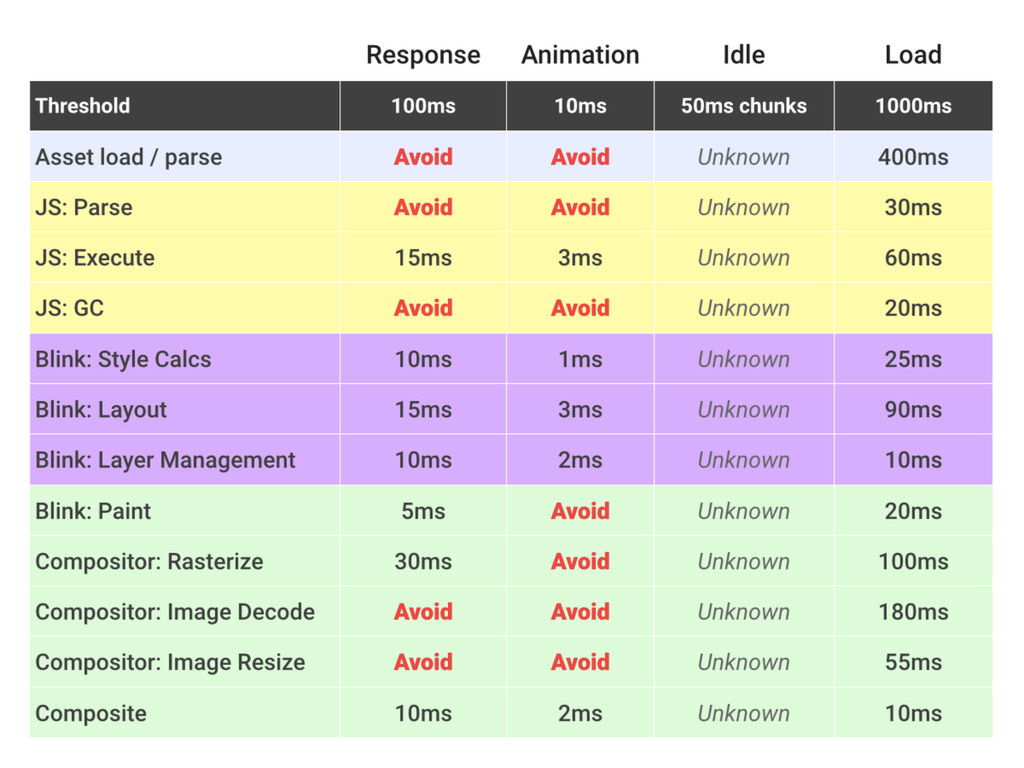 Response Animation Idle Load
Threshold 100ms 10ms 50ms chunks 1000ms
Asset load / parse Avoid Avoid Unknown 400ms
JS: Parse Avoid Avoid Unknown 30ms
JS: Execute 15ms 3ms Unknown 60ms
JS: GC Avoid Avoid Unknown 20ms
Blink: Style Calcs 10ms 1ms Unknown 25ms
Blink: Layout 15ms 3ms Unknown 90ms
Blink: Layer Management 10ms 2ms Unknown 10ms
Blink: Paint 5ms Avoid Unknown 20ms
Compositor: Rasterize 30ms Avoid Unknown 100ms
Compositor: Image Decode Avoid Avoid Unknown 180ms
Compositor: Image Resize Avoid Avoid Unknown 55ms
Composite 10ms 2ms Unknown 10ms